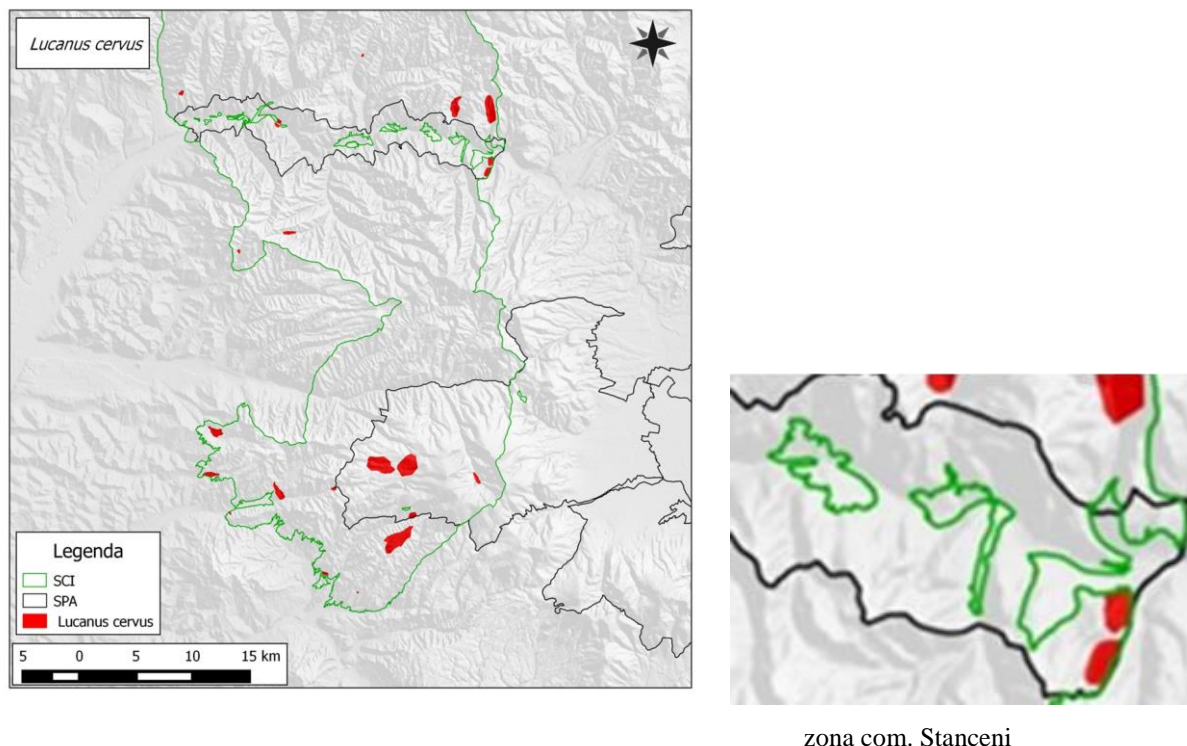 Lucanus cervus
Legenda
SCI
SPA
Lucanus cervus
5 0 5 10 15 km
zona com. Stanceni